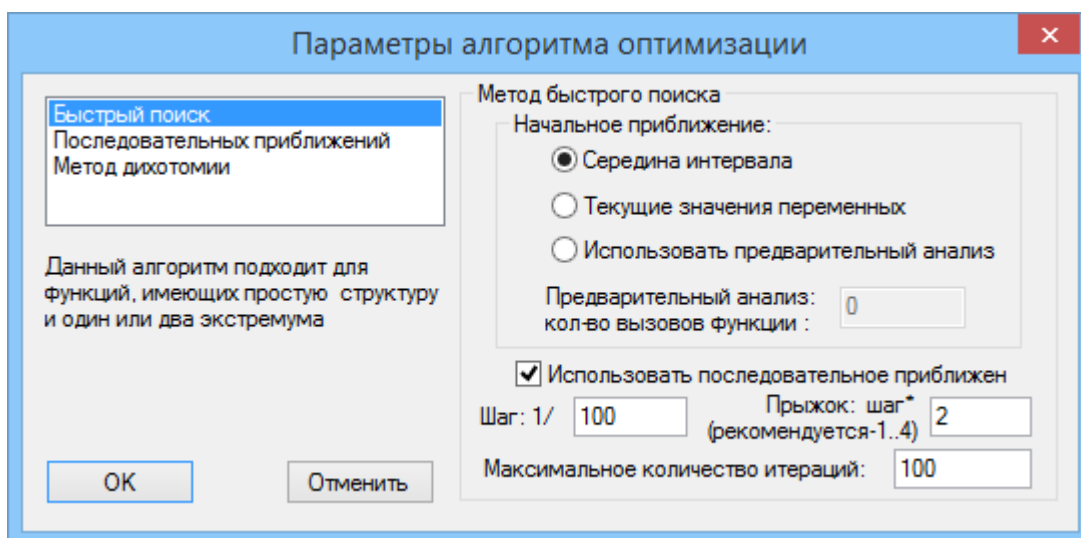 Параметры алгоритма оптимизации
Быстрый поиск
Последовательных приближений
Метод дихотомии
Данный алгоритм подходит для
функций, имеющих простую структуру
и один или два экстремума
Метод быстрого поиска
Начальное приближение:
Середина интервала
Текущие значения переменных
Использовать предварительный анализ
Предварительный анализ:
кол-во вызовов функции : 0
Использовать последовательное приближен
Шаг: 1/ 100
Прыжок: шаг*
(рекомендуется-1..4) 2
Максимальное количество итераций: 100
OK
Отменить